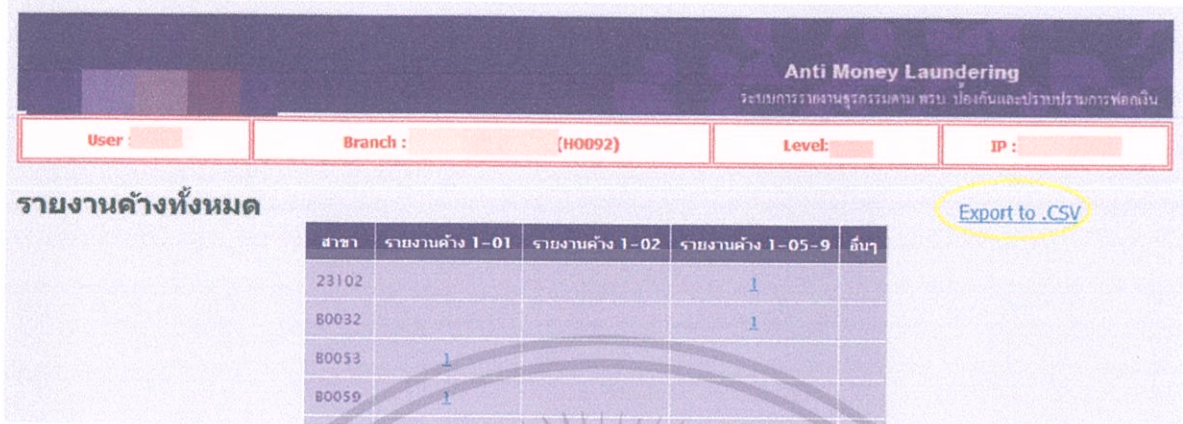 Anti Money Laundering
ระบบการรายงานธุรกรรมตาม พรบ. ป้องกันและปราบปรามการฟอกเงิน
User : Branch : (H0092) Level: IP :
รายงานค้างทั้งหมด
Export to .CSV
สาขา รายงานค้าง 1-01 รายงานค้าง 1-02 รายงานค้าง 1-05-9 อื่นๆ
23102 1
B0032 1
B0053 1
B0059 1